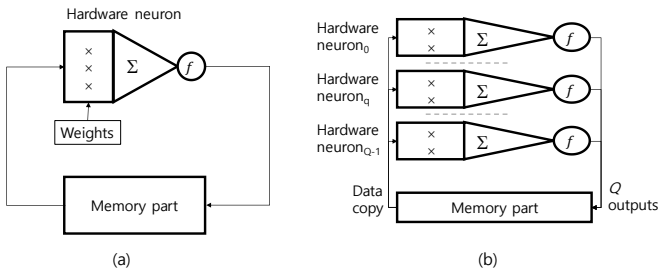 Hardware neuron
×
×
×
Σ
f
Weights
Memory part
(a)
Hardware
neuron0
×
×
Σ
f
Hardware
neuronq
×
×
Σ
f
Hardware
neuronQ-1
×
×
Σ
f
Data
copy
Memory part
Q
outputs
(b)